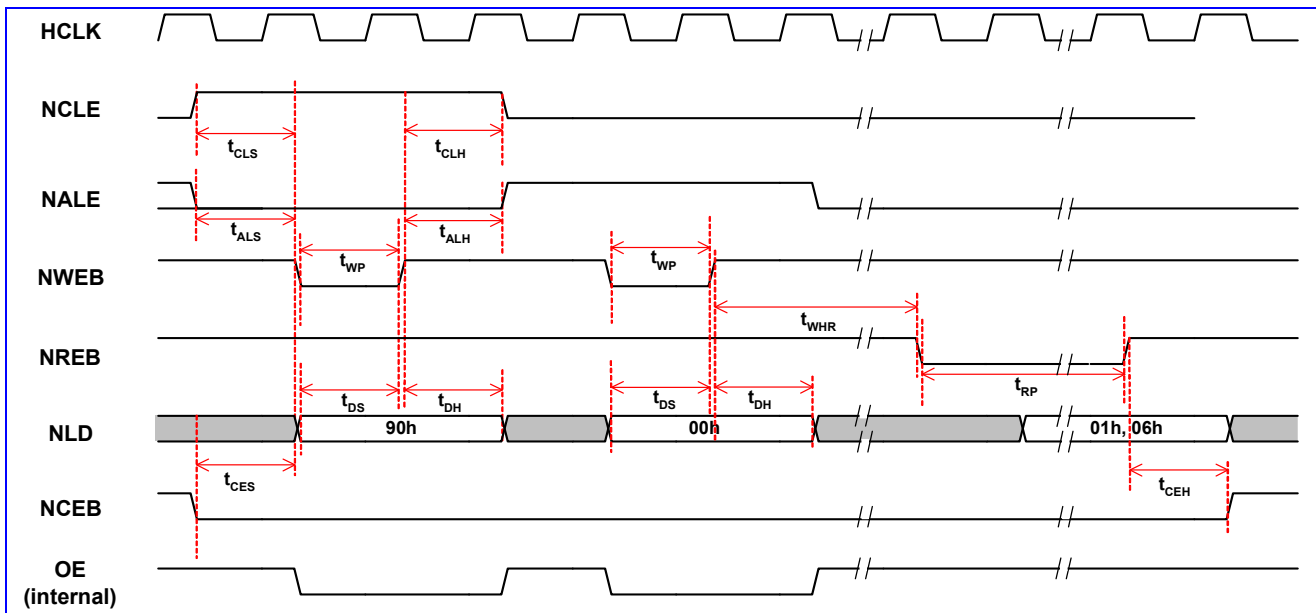 HCLK
NCLE
tCLS
tCLH
NALE
tALS
tALH
NWEB
tWP
tWP
tWHR
NREB
tRP
tDS
tDH
tDS
tDH
NLD
90h
00h
01h, 06h
tCES
tCEH
NCEB
OE
(internal)